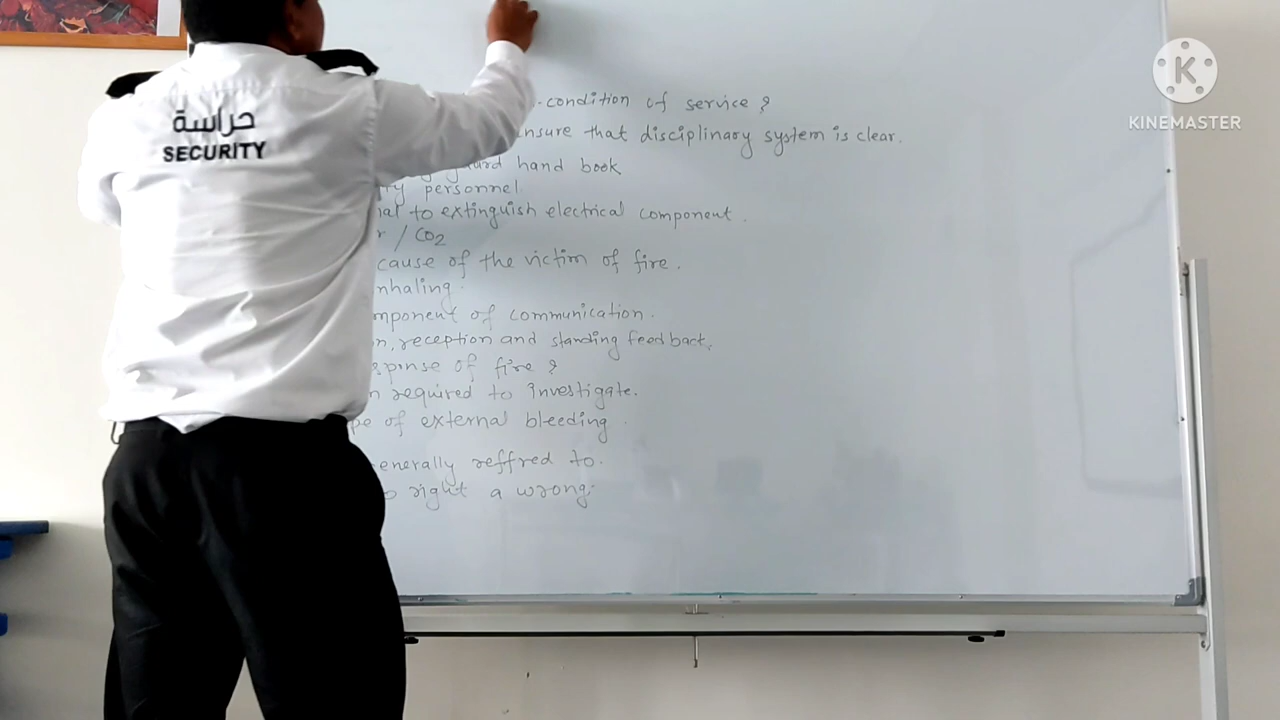 حراسة
SECURITY
KINEMASTER
condition of service ?
ensure that disciplinary system is clear.
hand book
personnel
to extinguish electrical component.
/ CO2
cause of the victim of fire.
nhaling.
mponent of communication.
n, reception and standing feed back.
sponse of fire ?
n required to investigate.
pe of external bleeding.
enerally reffred to.
right a wrong.